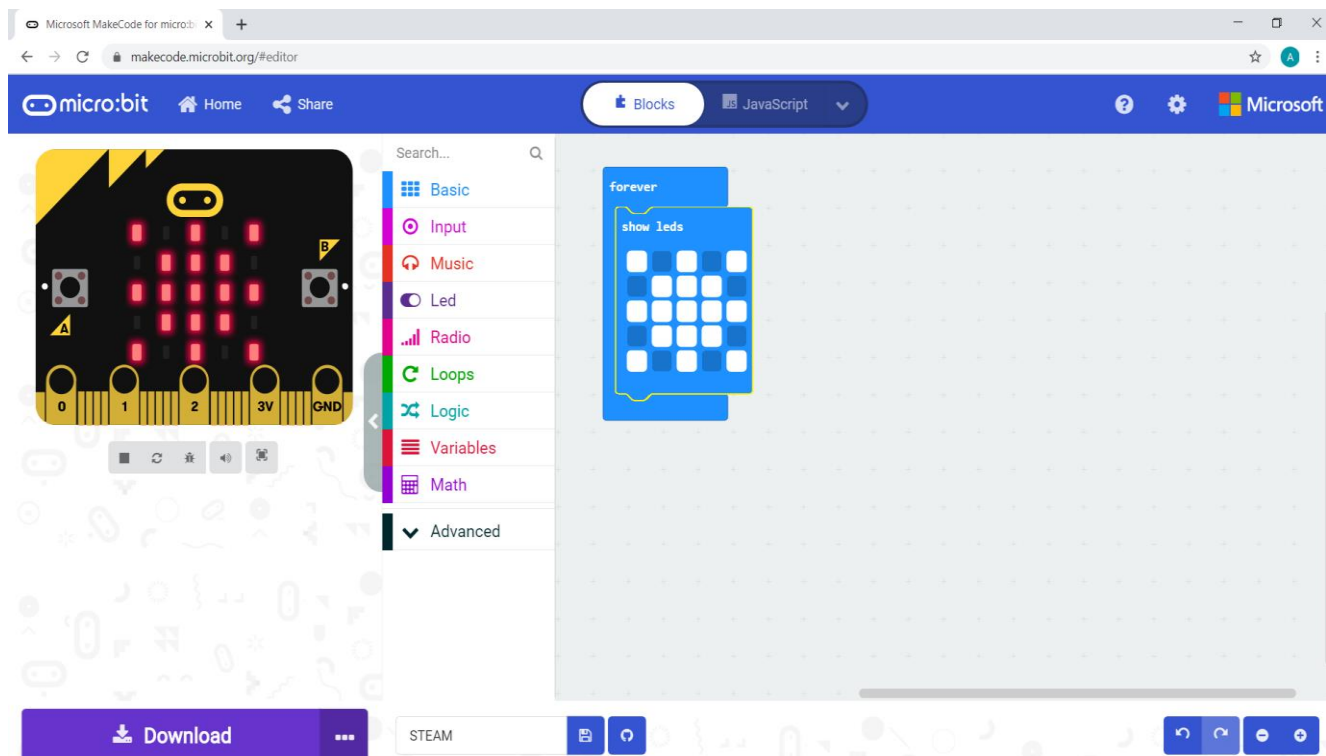 Microsoft MakeCode for micro:b
makecode.microbit.org/#editor
A
micro:bit
Home
Share
Blocks
JS JavaScript
?
Microsoft
Search...
Basic
Input
Music
Led
Radio
Loops
Logic
Variables
Math
Advanced
B
A
0 1 2 3V GND
forever
show leds
Download
STEAM